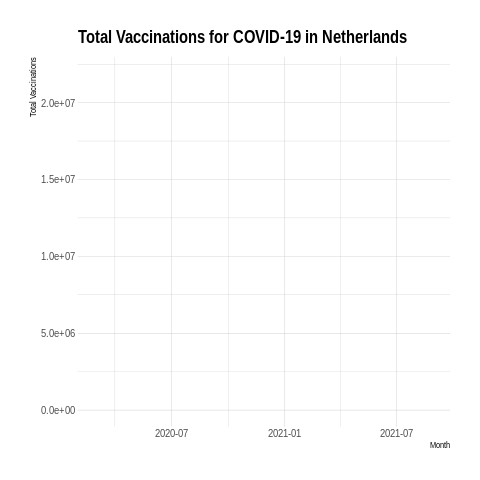 Total Vaccinations for COVID-19 in Netherlands
Total Vaccinations
2.0e+07
1.5e+07
1.0e+07
5.0e+06
0.0e+00
2020-07 2021-01 2021-07
Month